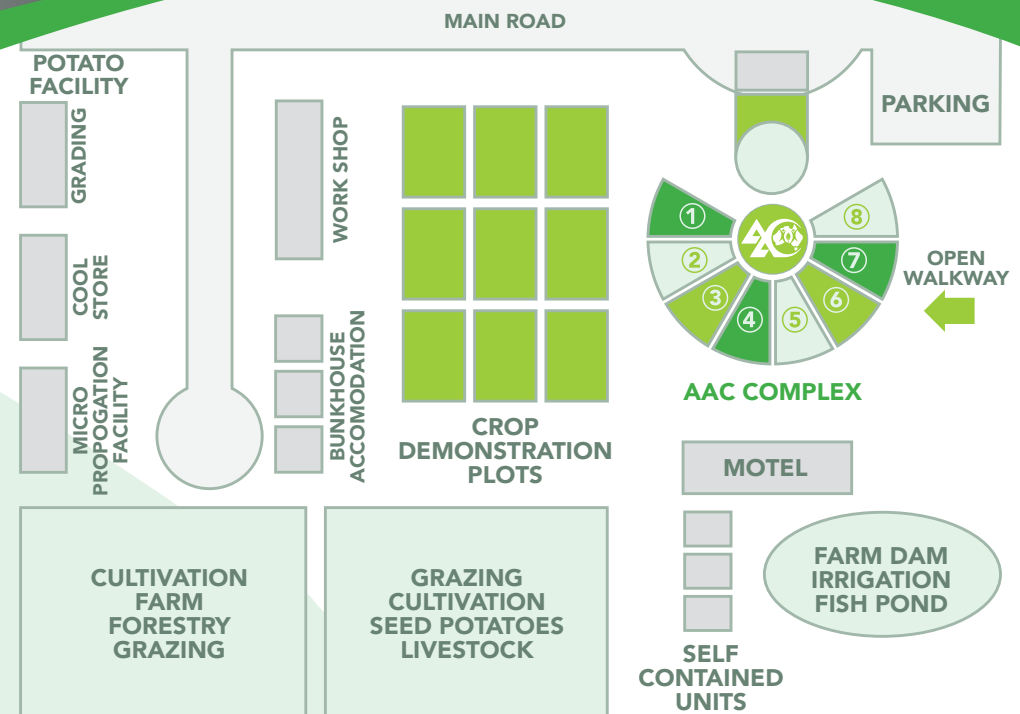 MAIN ROAD
POTATO
FACILITY
GRADING
COOL
STORE
MICRO
PROPOGATION
FACILITY
WORK SHOP
BUNKHOUSE
ACCOMODATION
CROP
DEMONSTRATION
PLOTS
PARKING
AAC
1
2
3
4
5
6
7
8
OPEN
WALKWAY
AAC COMPLEX
MOTEL
CULTIVATION
FARM
FORESTRY
GRAZING
GRAZING
CULTIVATION
SEED POTATOES
LIVESTOCK
FARM DAM
IRRIGATION
FISH POND
SELF
CONTAINED
UNITS